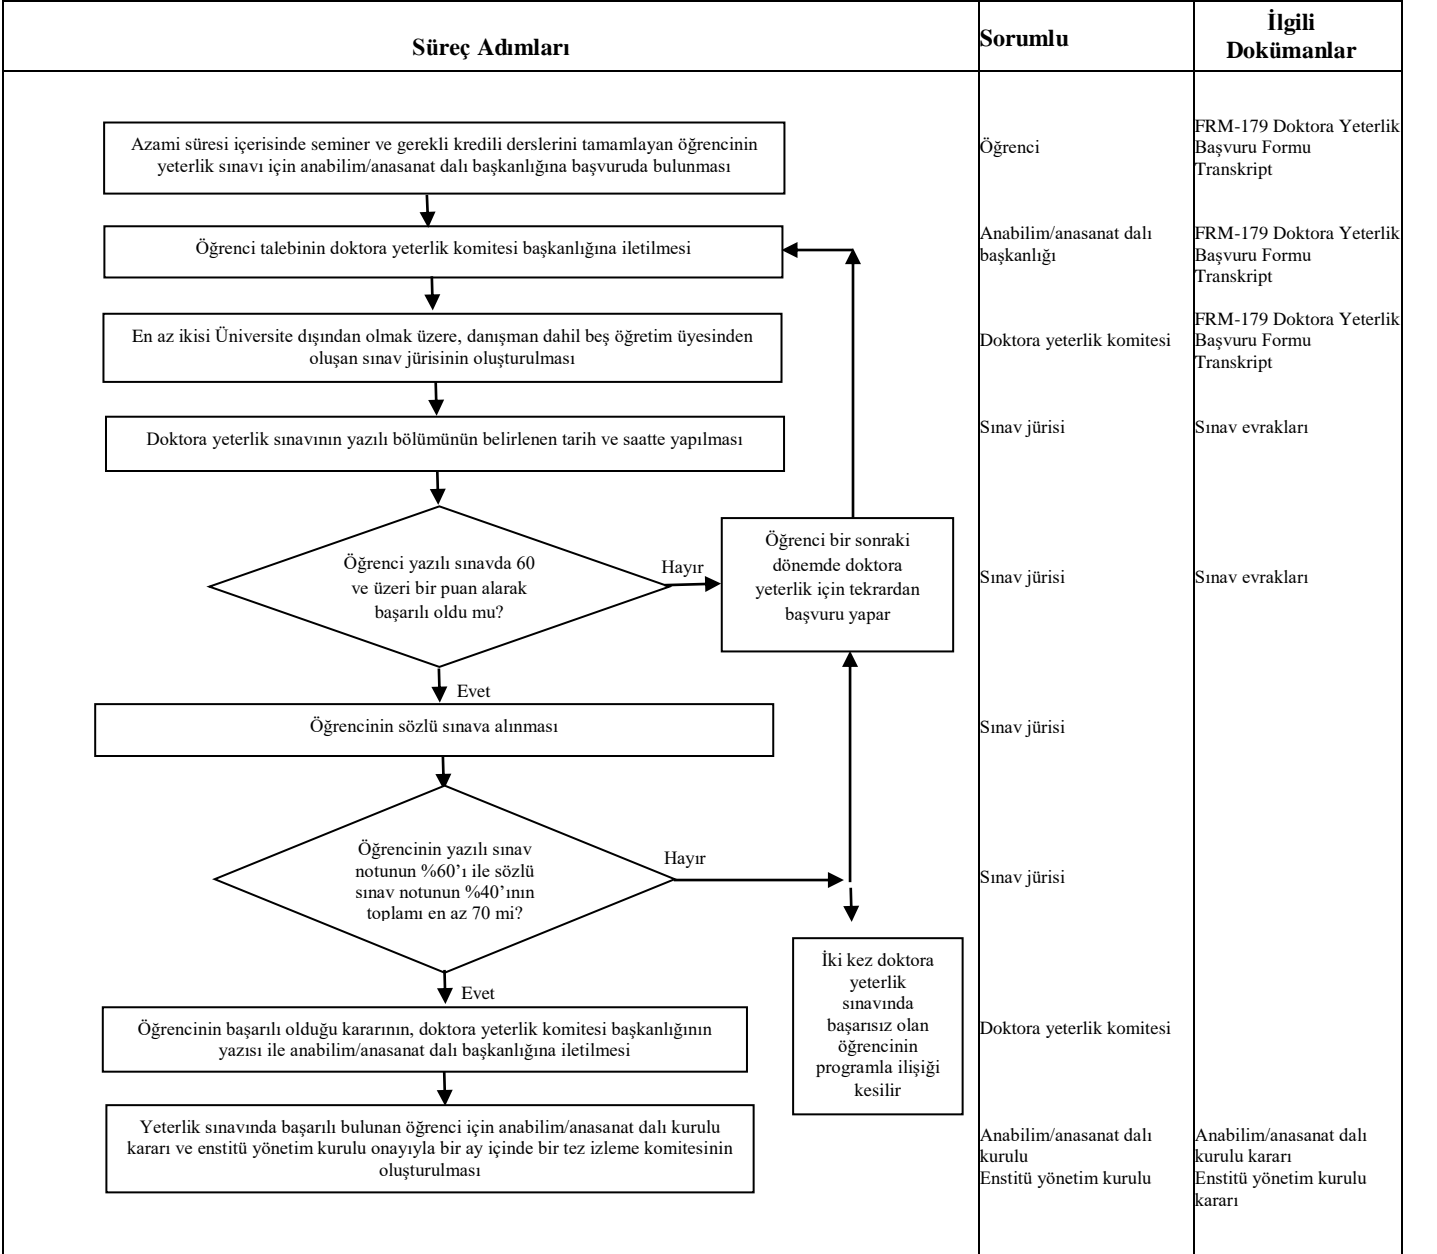 Süreç Adımları
Sorumlu
İlgili
Dokümanlar
Azami süresi içerisinde seminer ve gerekli kredili derslerini tamamlayan öğrencinin
yeterlik sınavı için anabilim/anasanat dalı başkanlığına başvuruda bulunması
Öğrenci
FRM-179 Doktora Yeterlik
Başvuru Formu
Transkript
Öğrenci talebinin doktora yeterlik komitesi başkanlığına iletilmesi
Anabilim/anasanat dalı
başkanlığı
FRM-179 Doktora Yeterlik
Başvuru Formu
Transkript
En az ikisi Üniversite dışından olmak üzere, danışman dahil beş öğretim üyesinden
oluşan sınav jürisinin oluşturulması
Doktora yeterlik komitesi
FRM-179 Doktora Yeterlik
Başvuru Formu
Transkript
Doktora yeterlik sınavının yazılı bölümünün belirlenen tarih ve saatte yapılması
Sınav jürisi
Sınav evrakları
Öğrenci yazılı sınavda 60
ve üzeri bir puan alarak
başarılı oldu mu?
Hayır
Öğrenci bir sonraki
dönemde doktora
yeterlik için tekrardan
başvuru yapar
Sınav jürisi
Sınav evrakları
Evet
Öğrencinin sözlü sınava alınması
Sınav jürisi
Öğrencinin yazılı sınav
notunun %60’ı ile sözlü
sınav notunun %40’ının
toplamı en az 70 mi?
Hayır
Sınav jürisi
İki kez doktora
yeterlik
sınavında
başarısız olan
öğrencinin
programla ilişiği
kesilir
Evet
Öğrencinin başarılı olduğu kararının, doktora yeterlik komitesi başkanlığının
yazısı ile anabilim/anasanat dalı başkanlığına iletilmesi
Doktora yeterlik komitesi
Yeterlik sınavında başarılı bulunan öğrenci için anabilim/anasanat dalı kurulu
kararı ve enstitü yönetim kurulu onayıyla bir ay içinde bir tez izleme komitesinin
oluşturulması
Anabilim/anasanat dalı
kurulu
Enstitü yönetim kurulu
Anabilim/anasanat dalı
kurulu kararı
Enstitü yönetim kurulu
kararı